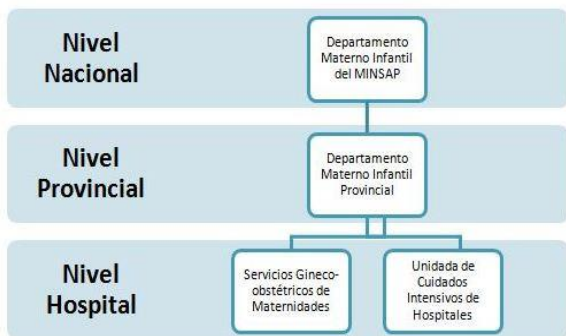 Nivel
Nacional
Departamento
Materno Infantil
del MINSAP
Nivel
Provincial
Departamento
Materno Infantil
Provincial
Nivel
Hospital
Servicios Gineco-
obstétricos de
Maternidades
Unidada de
Cuidados
Intensivos de
Hospitales